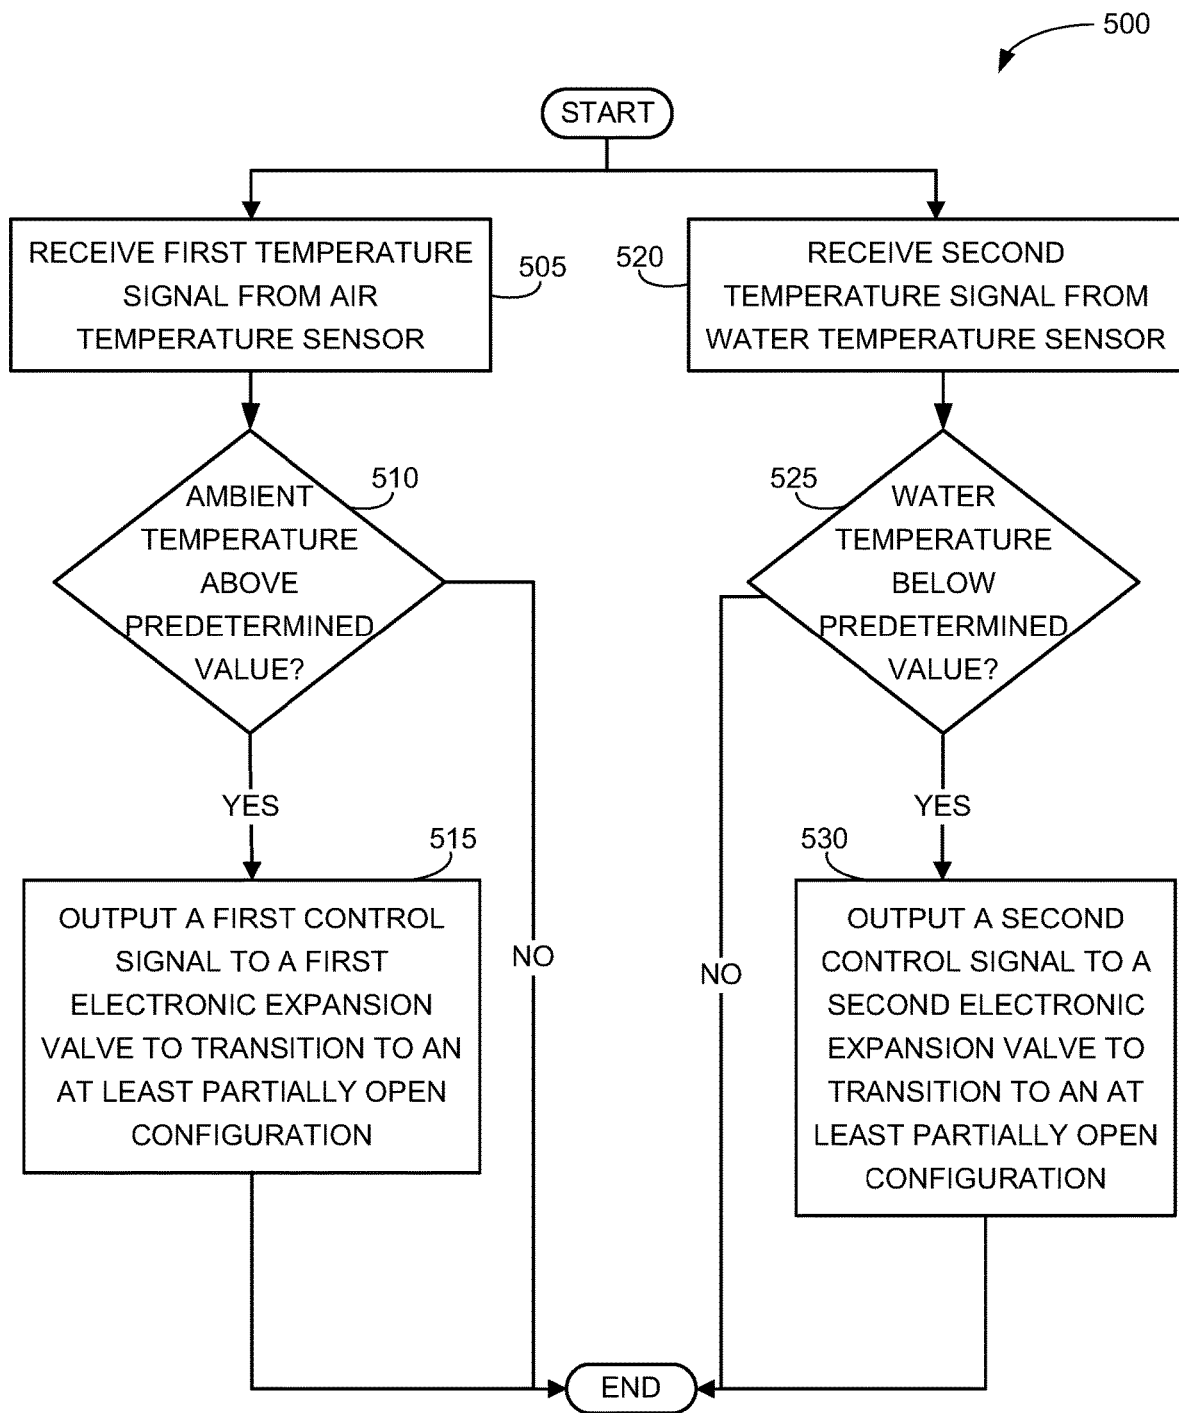 500
START
RECEIVE FIRST TEMPERATURE
SIGNAL FROM AIR
TEMPERATURE SENSOR
505
520
RECEIVE SECOND
TEMPERATURE SIGNAL FROM
WATER TEMPERATURE SENSOR
AMBIENT
TEMPERATURE
ABOVE
PREDETERMINED
VALUE?
510
525
WATER
TEMPERATURE
BELOW
PREDETERMINED
VALUE?
YES
YES
515
530
OUTPUT A FIRST CONTROL
SIGNAL TO A FIRST
ELECTRONIC EXPANSION
VALVE TO TRANSITION TO AN
AT LEAST PARTIALLY OPEN
CONFIGURATION
NO
NO
OUTPUT A SECOND
CONTROL SIGNAL TO A
SECOND ELECTRONIC
EXPANSION VALVE TO
TRANSITION TO AN AT
LEAST PARTIALLY OPEN
CONFIGURATION
END